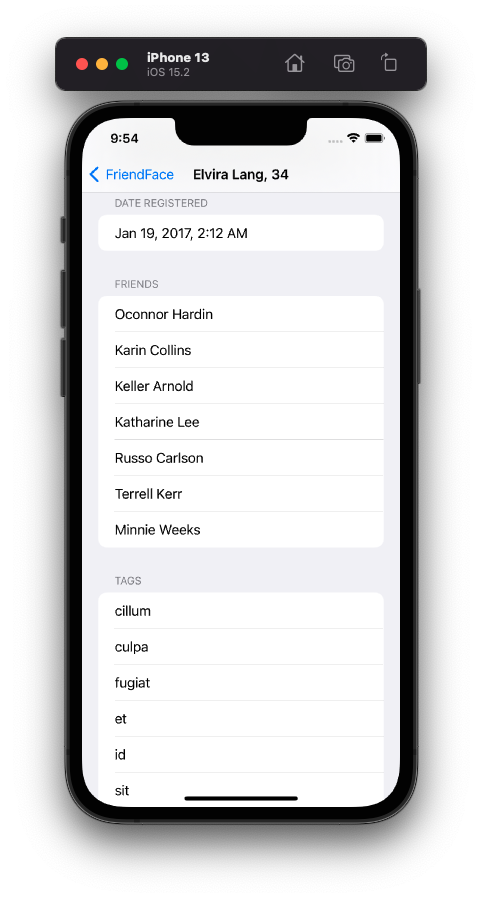 iPhone 13
iOS 15.2
9:54
FriendFace
Elvira Lang, 34
DATE REGISTERED
Jan 19, 2017, 2:12 AM
FRIENDS
Oconnor Hardin
Karin Collins
Keller Arnold
Katharine Lee
Russo Carlson
Terrell Kerr
Minnie Weeks
TAGS
cillum
culpa
fugiat
et
id
sit